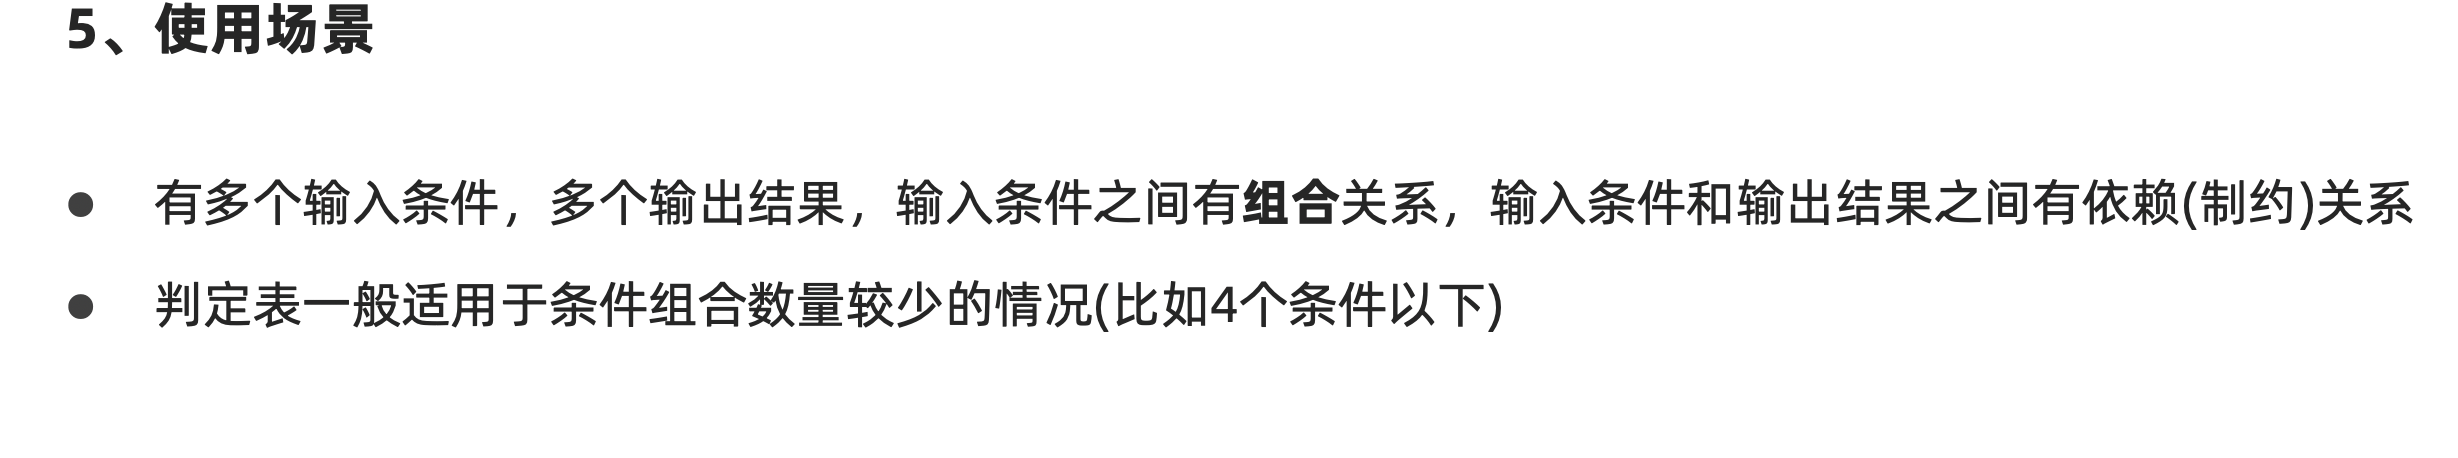 5、使用场景
● 有多个输入条件，多个输出结果，输入条件之间有组合关系，输入条件和输出结果之间有依赖(制约)关系
● 判定表一般适用于条件组合数量较少的情况(比如4个条件以下)